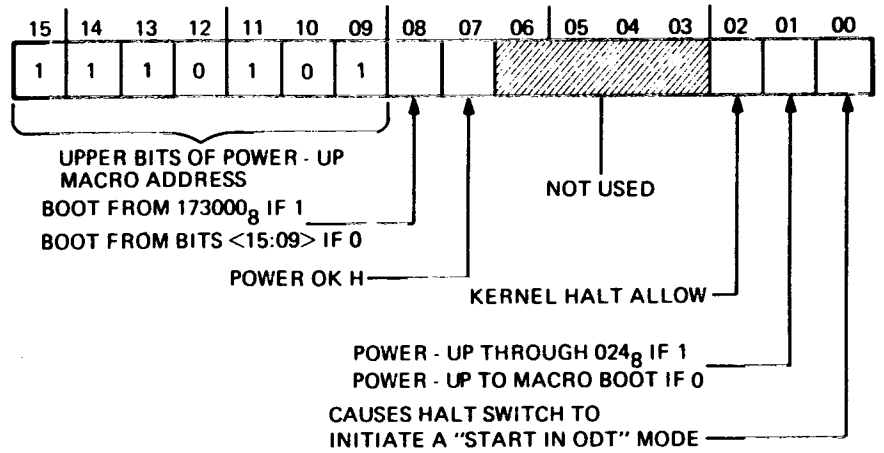 15 14 13 12 11 10 09 08 07 06 05 04 03 02 01 00
1 1 1 0 1 0 1
UPPER BITS OF POWER - UP
MACRO ADDRESS
BOOT FROM 173000₈ IF 1
BOOT FROM BITS <15:09> IF 0
POWER OK H
NOT USED
KERNEL HALT ALLOW
POWER - UP THROUGH 024₈ IF 1
POWER - UP TO MACRO BOOT IF 0
CAUSES HALT SWITCH TO
INITIATE A "START IN ODT" MODE